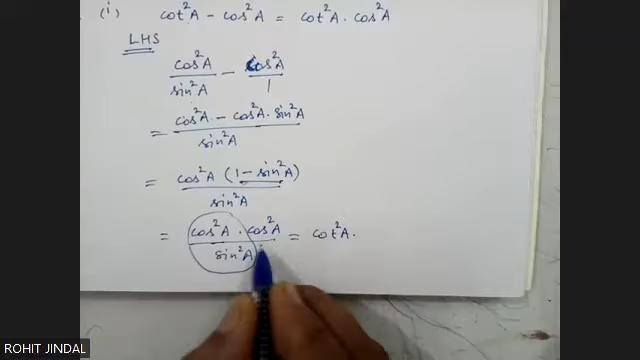 . (i) cot²A - cos²A = cot²A . cos²A
LHS
cos²A / sin²A - cos²A / 1
= cos²A - cos²A . sin²A / sin²A
= cos²A (1 - sin²A) / sin²A
= cos²A . cos²A / sin²A = cot²A .
ROHIT JINDAL